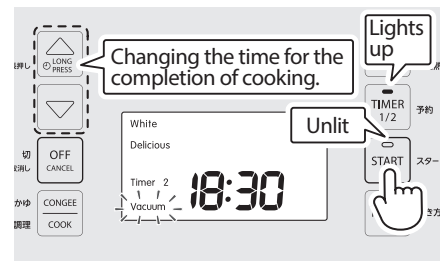 Lights
up
Changing the time for the
completion of cooking.
LONG
PRESS
TIMER
1/2
予約
Unlit
White
Delicious
Timer 2
Vacuum
18:30
切
OFF
CANCEL
START
スター
かゆ
調理
CONGEE
COOK
き方